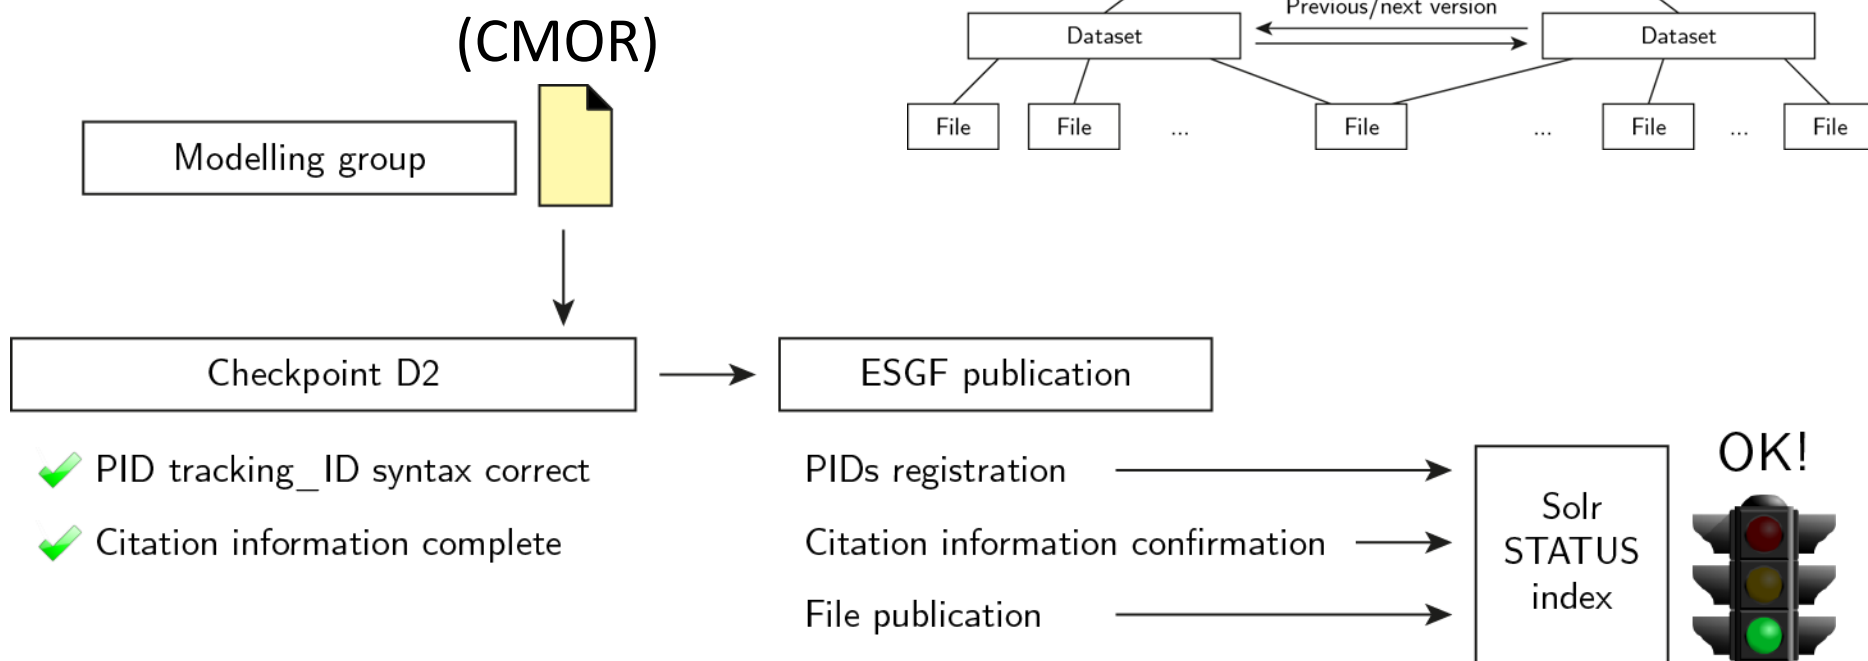 (CMOR)
Previous/next version
Dataset
Dataset
File
File
...
File
...
File
...
File
Modelling group
Checkpoint D2
ESGF publication
PID tracking_ID syntax correct
Citation information complete
PIDs registration
Citation information confirmation
File publication
Solr
STATUS
index
OK!